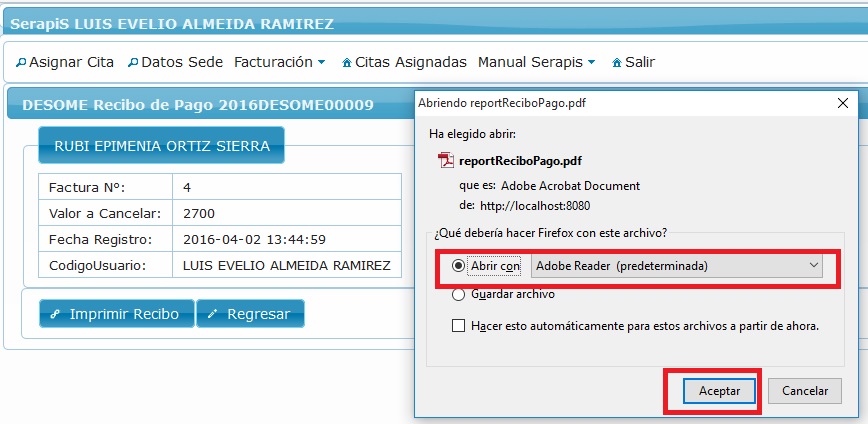 SerapiS LUIS EVELIO ALMEIDA RAMIREZ
Asignar Cita Datos Sede Facturación Citas Asignadas Manual Serapis Salir
DESOME Recibo de Pago 2016DESOME00009
RUBI EPIMENIA ORTIZ SIERRA
Factura Nº: 4
Valor a Cancelar: 2700
Fecha Registro: 2016-04-02 13:44:59
CodigoUsuario: LUIS EVELIO ALMEIDA RAMIREZ
Imprimir Recibo Regresar
Abriendo reportReciboPago.pdf
Ha elegido abrir:
reportReciboPago.pdf
que es: Adobe Acrobat Document
de: http://localhost:8080
¿Qué debería hacer Firefox con este archivo?
Abrir con Adobe Reader (predeterminada)
Guardar archivo
Hacer esto automáticamente para estos archivos a partir de ahora.
Aceptar Cancelar